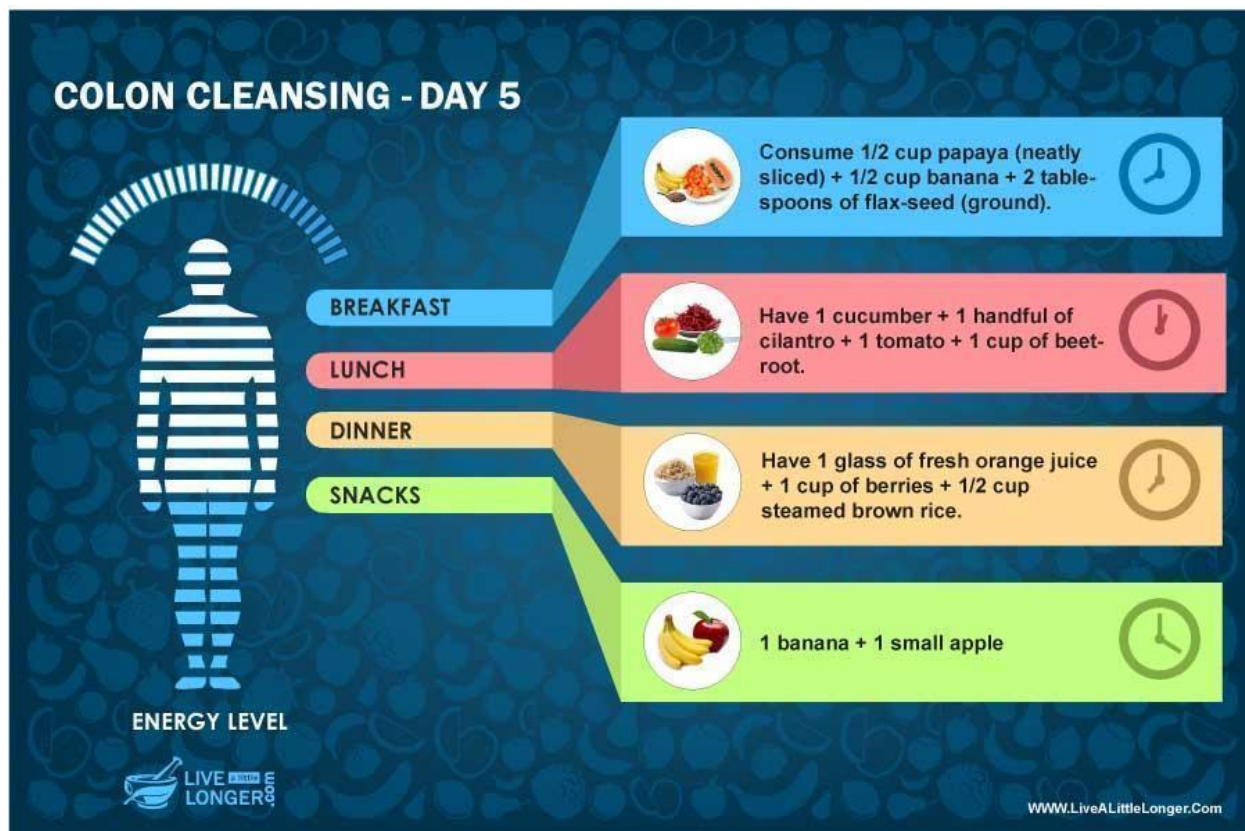 COLON CLEANSING - DAY 5
Consume 1/2 cup papaya (neatly
sliced) + 1/2 cup banana + 2 table-
spoons of flax-seed (ground).
BREAKFAST
Have 1 cucumber + 1 handful of
cilantro + 1 tomato + 1 cup of beet-
root.
LUNCH
DINNER
Have 1 glass of fresh orange juice
+ 1 cup of berries + 1/2 cup
steamed brown rice.
SNACKS
1 banana + 1 small apple
ENERGY LEVEL
LIVE a little
LONGER.com
WWW.LiveALittleLonger.Com